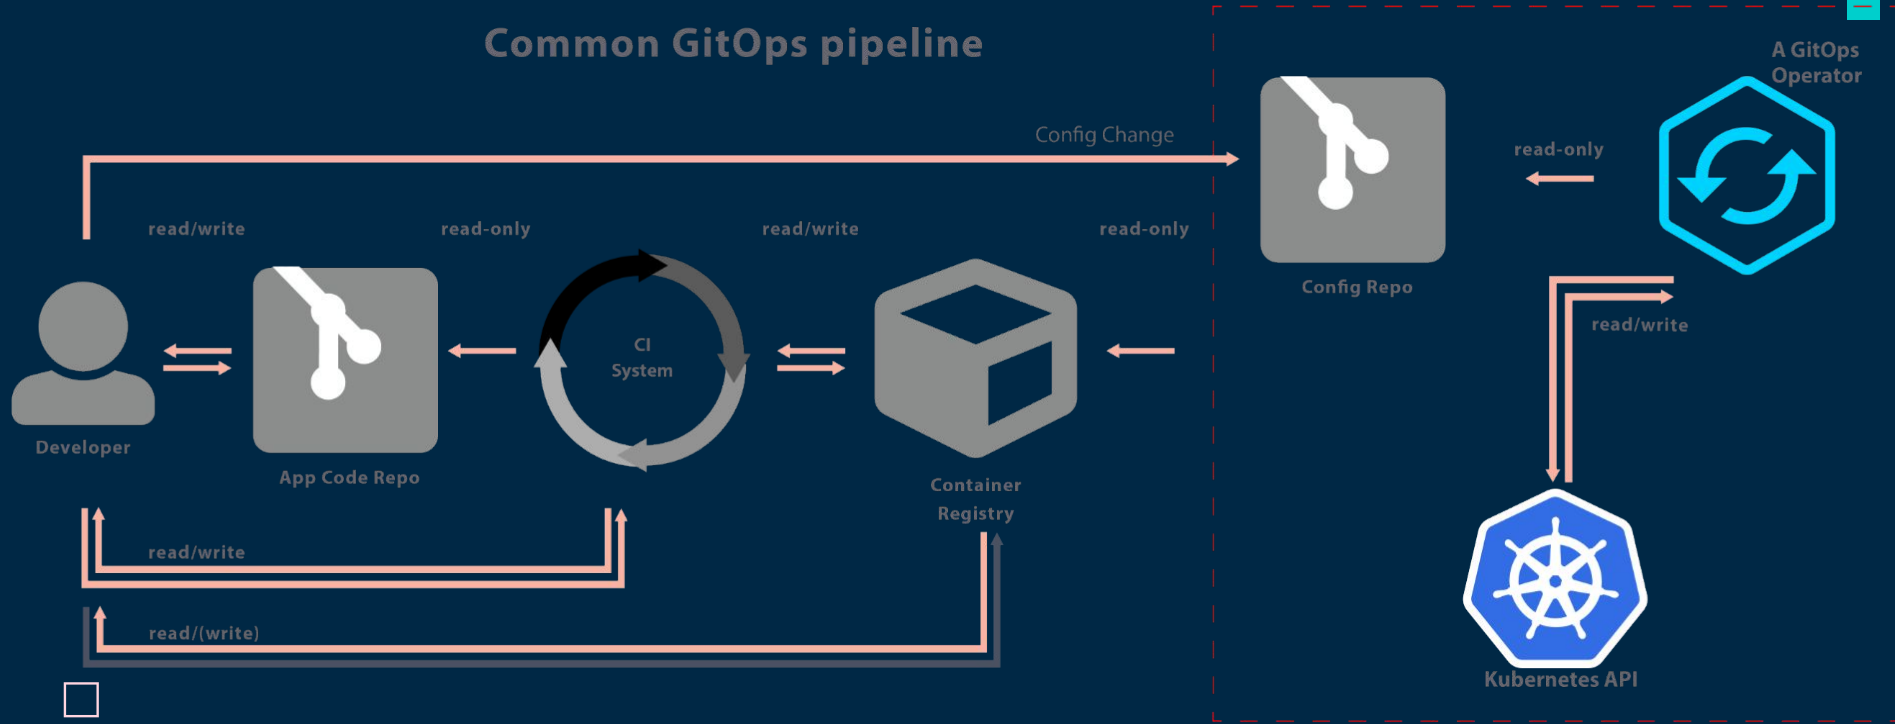 Common GitOps pipeline
A GitOps
Operator
Config Change
read-only
read/write
read-only
read/write
read-only
Config Repo
read/write
CI
System
Developer
App Code Repo
Container
Registry
read/write
read/(write)
Kubernetes API